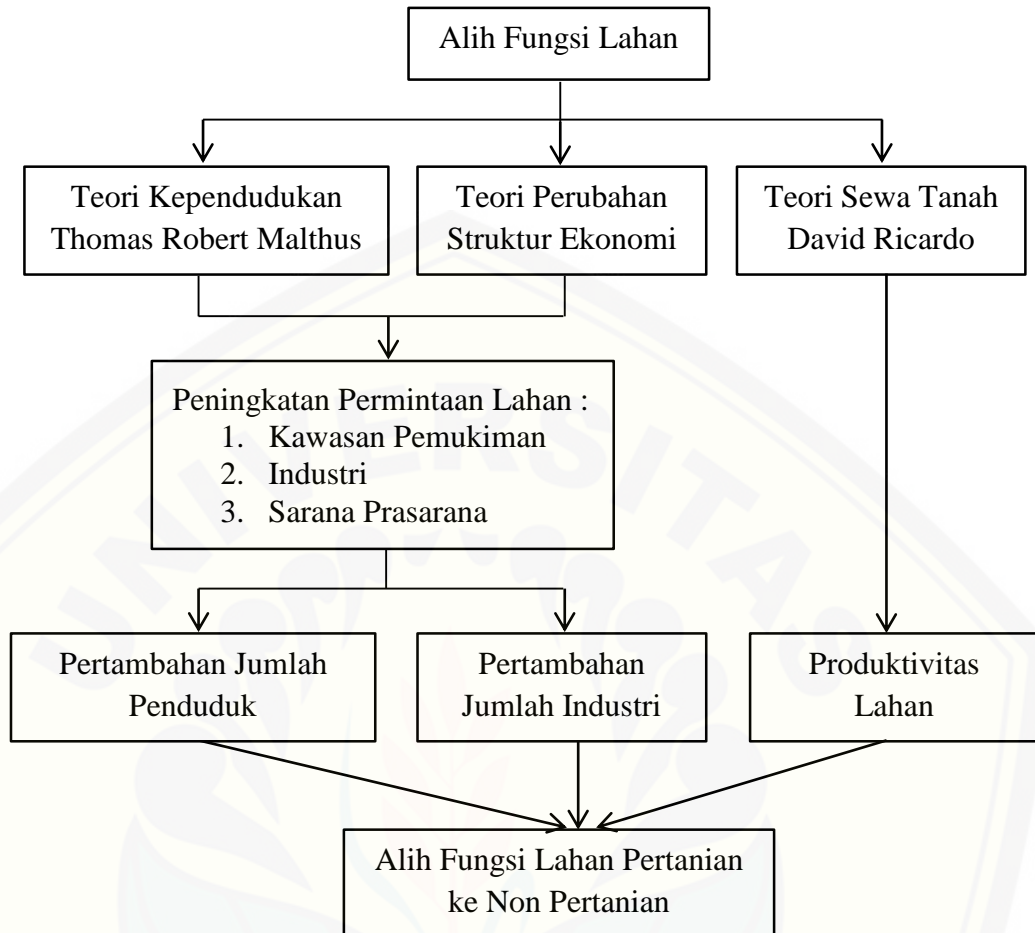 Alih Fungsi Lahan
Teori Kependudukan
Thomas Robert Malthus
Teori Perubahan
Struktur Ekonomi
Teori Sewa Tanah
David Ricardo
Peningkatan Permintaan Lahan :
1. Kawasan Pemukiman
2. Industri
3. Sarana Prasarana
UNIVERSITAS
Pertambahan Jumlah
Penduduk
Pertambahan
Jumlah Industri
Produktivitas
Lahan
Alih Fungsi Lahan Pertanian
ke Non Pertanian